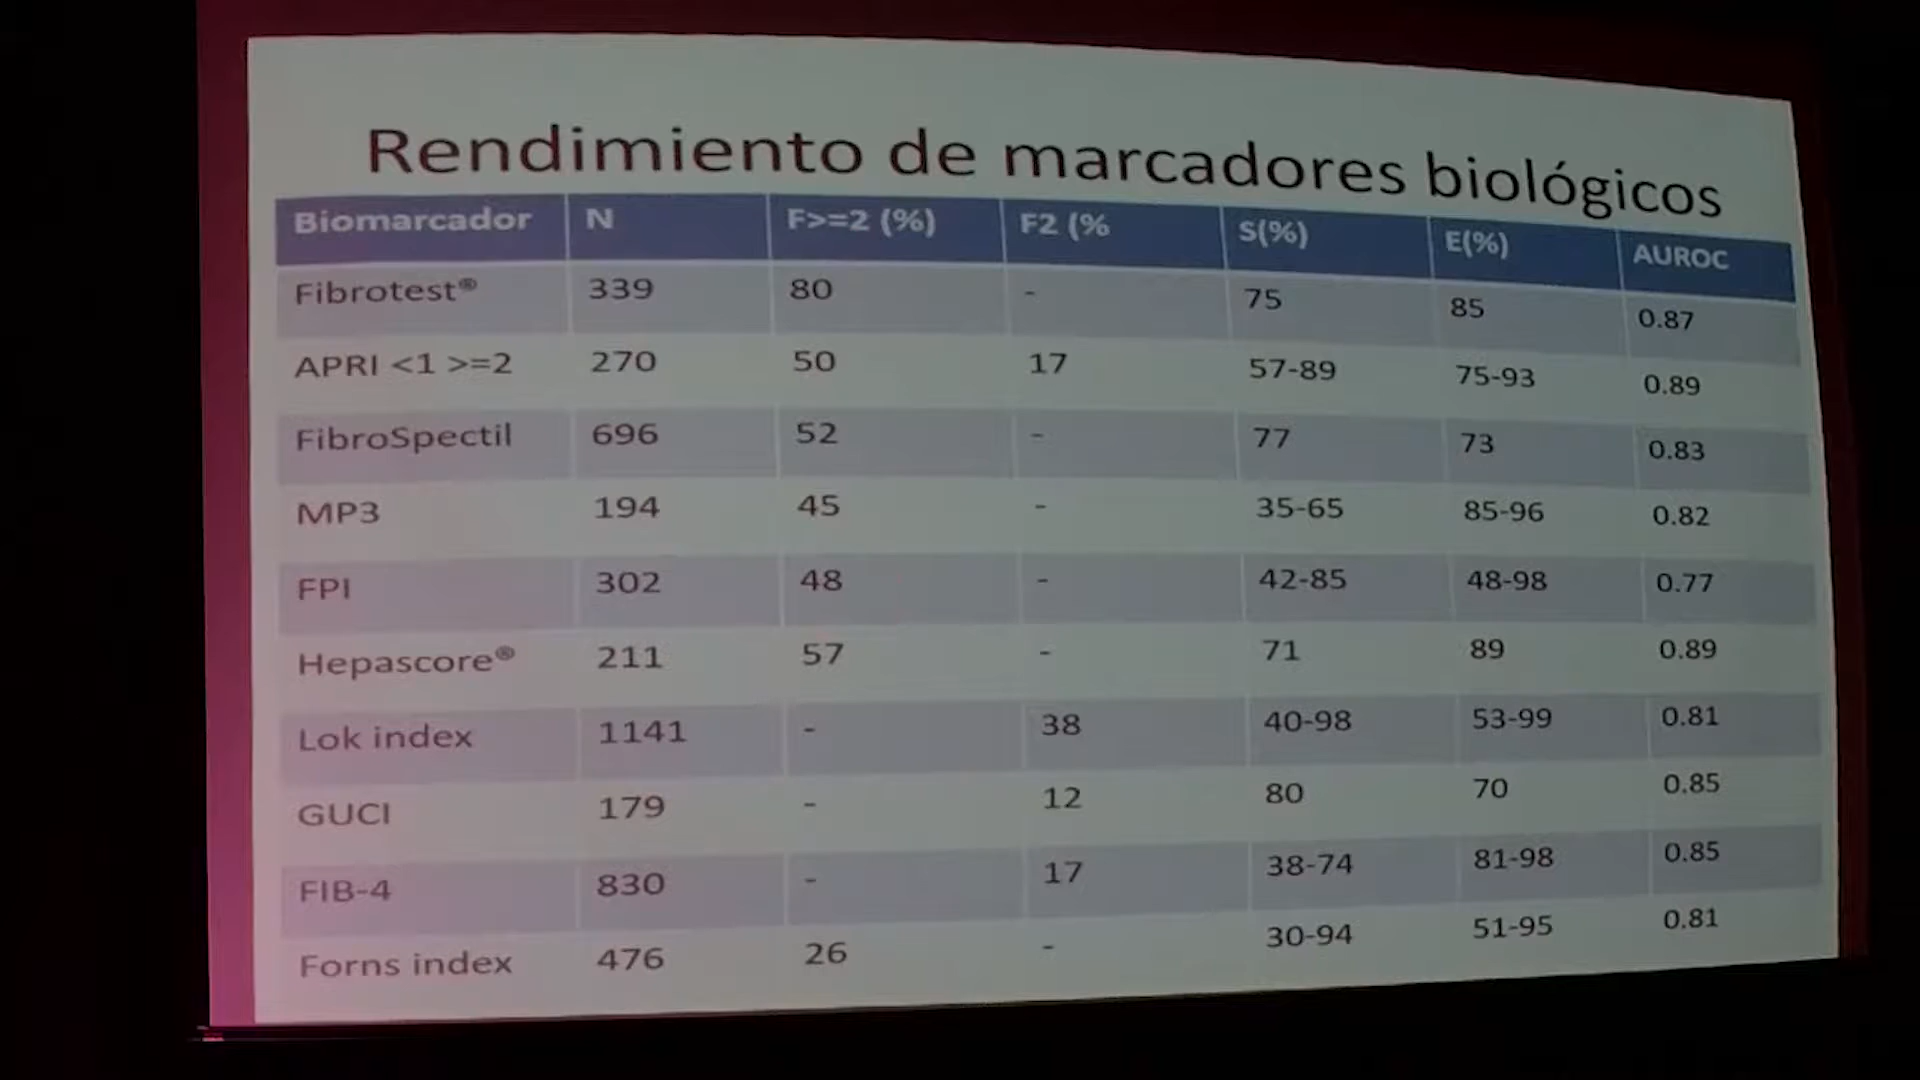 Rendimiento de marcadores biológicos
Biomarcador N F>=2 (%) F2 (% S(%) E(%) AUROC
Fibrotest® 339 80 - 75 85 0.87
APRI <1 >=2 270 50 17 57-89 75-93 0.89
FibroSpectil 696 52 - 77 73 0.83
MP3 194 45 - 35-65 85-96 0.82
FPI 302 48 - 42-85 48-98 0.77
Hepascore® 211 57 - 71 89 0.89
Lok index 1141 - 38 40-98 53-99 0.81
GUCI 179 - 12 80 70 0.85
FIB-4 830 - 17 38-74 81-98 0.85
Forns index 476 26 - 30-94 51-95 0.81